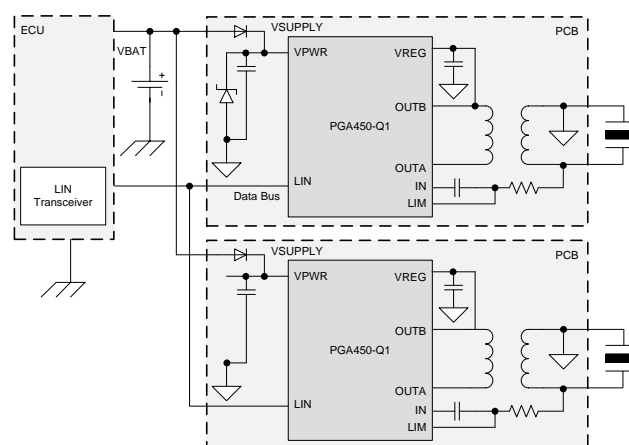 ECU
VBAT
+
-
LIN
Transceiver
Data Bus
VSUPPLY
PCB
VPWR
VREG
OUTB
PGA450-Q1
OUTA
LIN
IN
LIM
VSUPPLY
PCB
VPWR
VREG
OUTB
PGA450-Q1
OUTA
LIN
IN
LIM